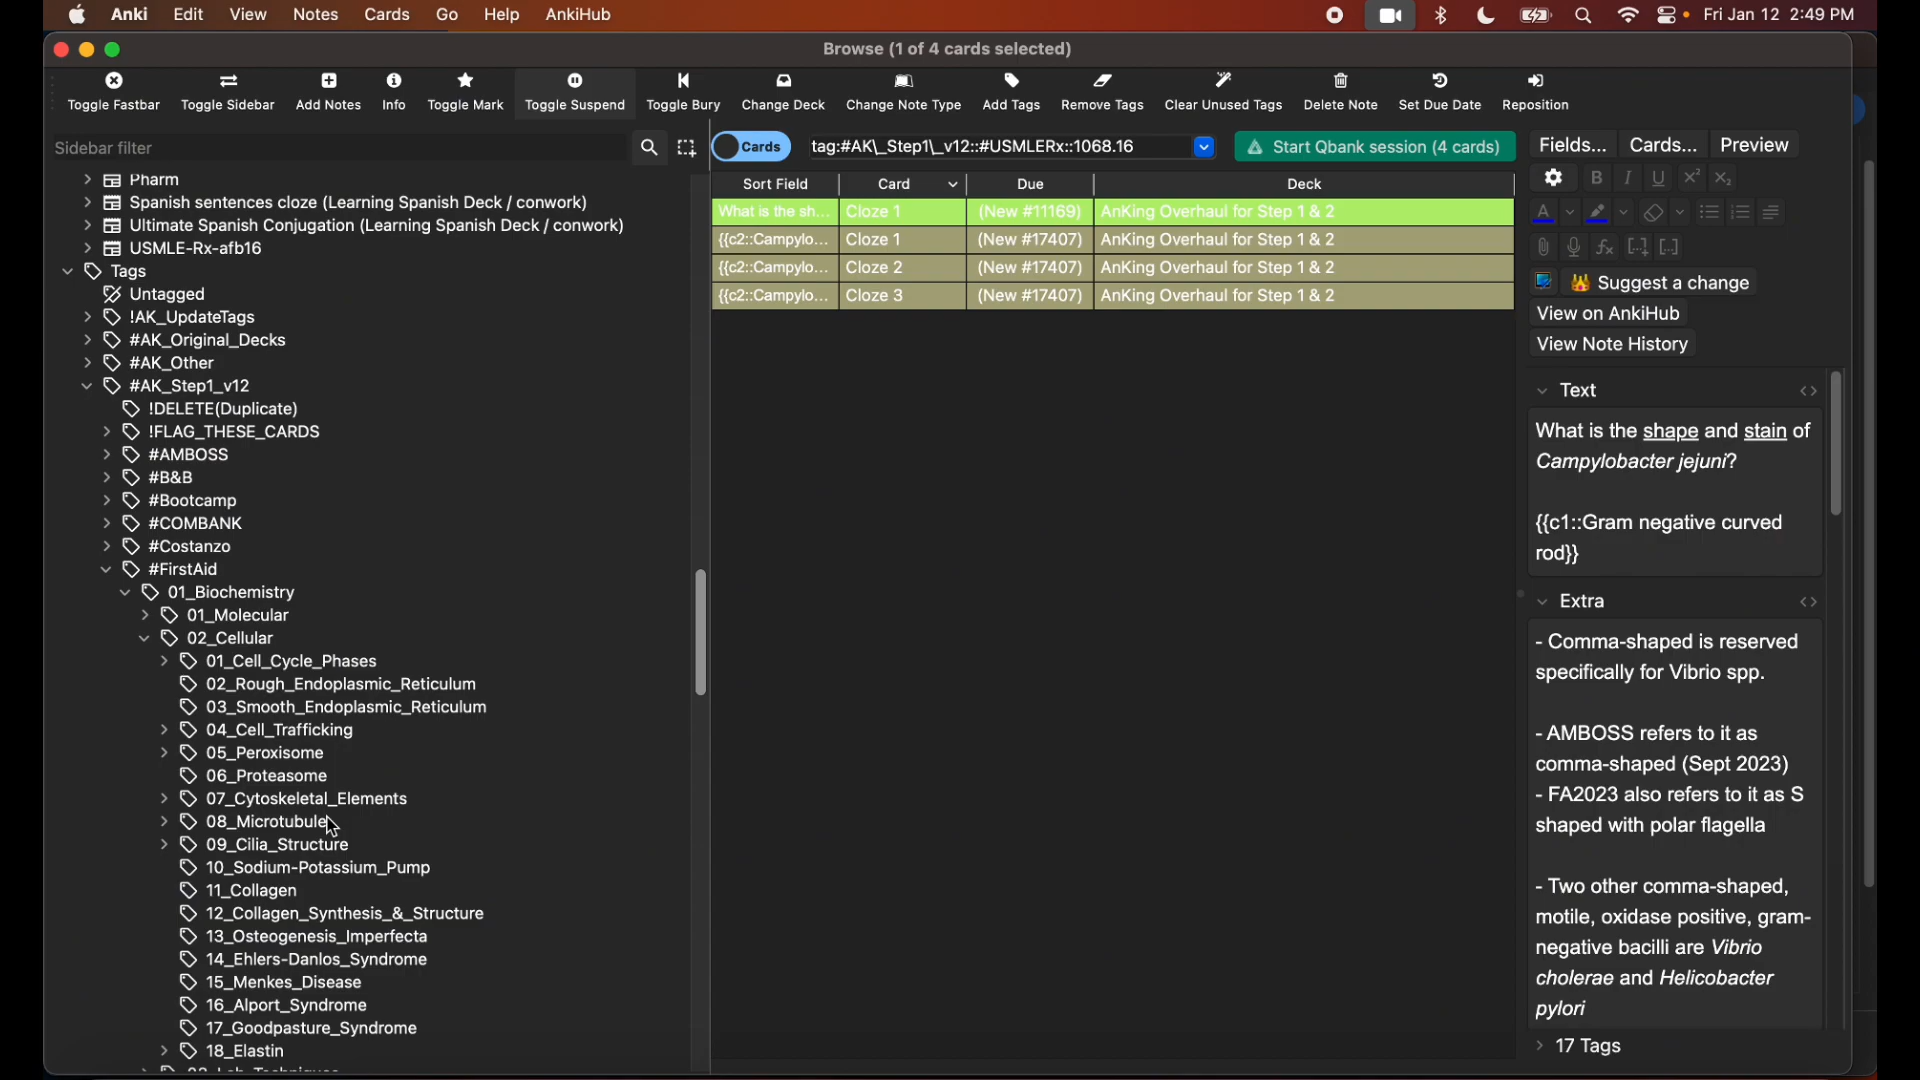 Anki Edit View Notes Cards Go Help AnkiHub Fri Jan 12 2:49 PM
Browse (1 of 4 cards selected)
Toggle Fastbar Toggle Sidebar Add Notes Info Toggle Mark Toggle Suspend Toggle Bury Change Deck Change Note Type Add Tags Remove Tags Clear Unused Tags Delete Note Set Due Date Reposition
Sidebar filter
Pharm
Spanish sentences cloze (Learning Spanish Deck / conwork)
Ultimate Spanish Conjugation (Learning Spanish Deck / conwork)
USMLE-Rx-afb16
Tags
Untagged
!AK_UpdateTags
#AK_Original_Decks
#AK_Other
#AK_Step1_v12
!DELETE(Duplicate)
!FLAG_THESE_CARDS
#AMBOSS
#B&B
#Bootcamp
#COMBANK
#Costanzo
#FirstAid
01_Biochemistry
01_Molecular
02_Cellular
01_Cell_Cycle_Phases
02_Rough_Endoplasmic_Reticulum
03_Smooth_Endoplasmic_Reticulum
04_Cell_Trafficking
05_Peroxisome
06_Proteasome
07_Cytoskeletal_Elements
08_Microtubule
09_Cilia_Structure
10_Sodium-Potassium_Pump
11_Collagen
12_Collagen_Synthesis_&_Structure
13_Osteogenesis_Imperfecta
14_Ehlers-Danlos_Syndrome
15_Menkes_Disease
16_Alport_Syndrome
17_Goodpasture_Syndrome
18_Elastin
Cards tag:#AK\_Step1\_v12::#USMLERx::1068.16 Start Qbank session (4 cards)
Sort Field Card Due Deck
What is the sh... Cloze 1 (New #11169) AnKing Overhaul for Step 1 & 2
{{c2::Campylo... Cloze 1 (New #17407) AnKing Overhaul for Step 1 & 2
{{c2::Campylo... Cloze 2 (New #17407) AnKing Overhaul for Step 1 & 2
{{c2::Campylo... Cloze 3 (New #17407) AnKing Overhaul for Step 1 & 2
Fields... Cards... Preview
B I U X² X₂
A
fx [...]+ [...]
Suggest a change
View on AnkiHub
View Note History
Text
What is the shape and stain of
Campylobacter jejuni?
{{c1::Gram negative curved
rod}}
Extra
- Comma-shaped is reserved
specifically for Vibrio spp.
- AMBOSS refers to it as
comma-shaped (Sept 2023)
- FA2023 also refers to it as S
shaped with polar flagella
- Two other comma-shaped,
motile, oxidase positive, gram-
negative bacilli are Vibrio
cholerae and Helicobacter
pylori
17 Tags